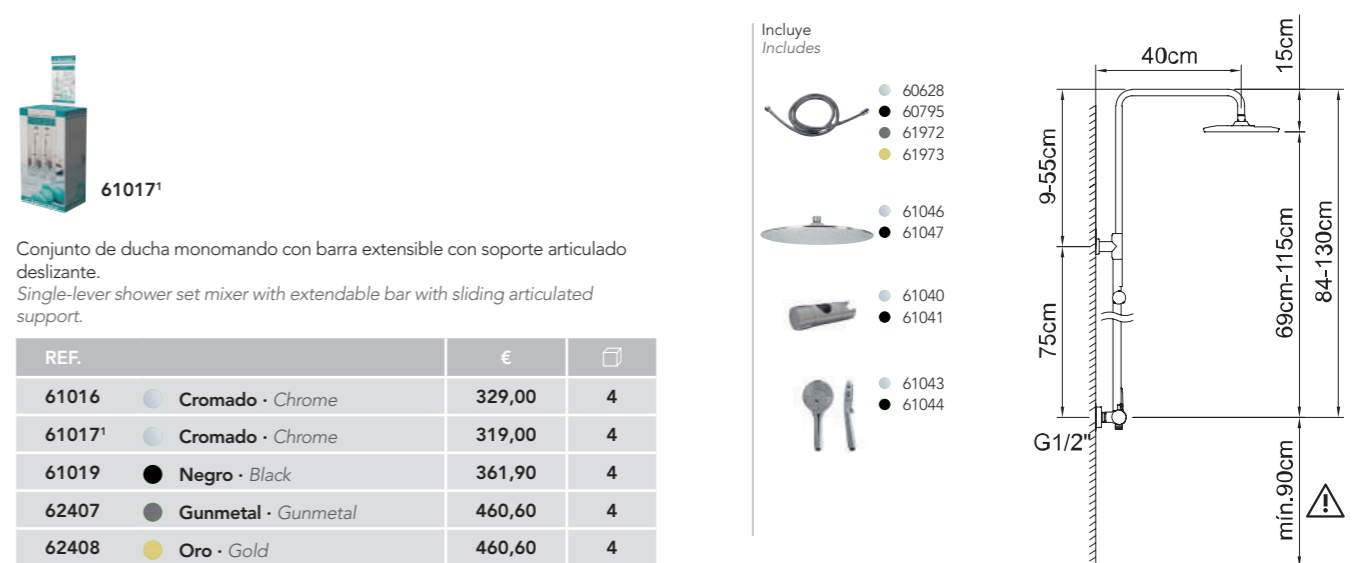 61017¹
Conjunto de ducha monomando con barra extensible con soporte articulado
deslizante.
Single-lever shower set mixer with extendable bar with sliding articulated
support.
REF. €
61016 Cromado · Chrome 329,00 4
61017¹ Cromado · Chrome 319,00 4
61019 Negro · Black 361,90 4
62407 Gunmetal · Gunmetal 460,60 4
62408 Oro · Gold 460,60 4
Incluye
Includes
60628
60795
61972
61973
61046
61047
61040
61041
61043
61044
40cm
15cm
9-55cm
75cm
69cm-115cm
84-130cm
G1/2"
mín.90cm